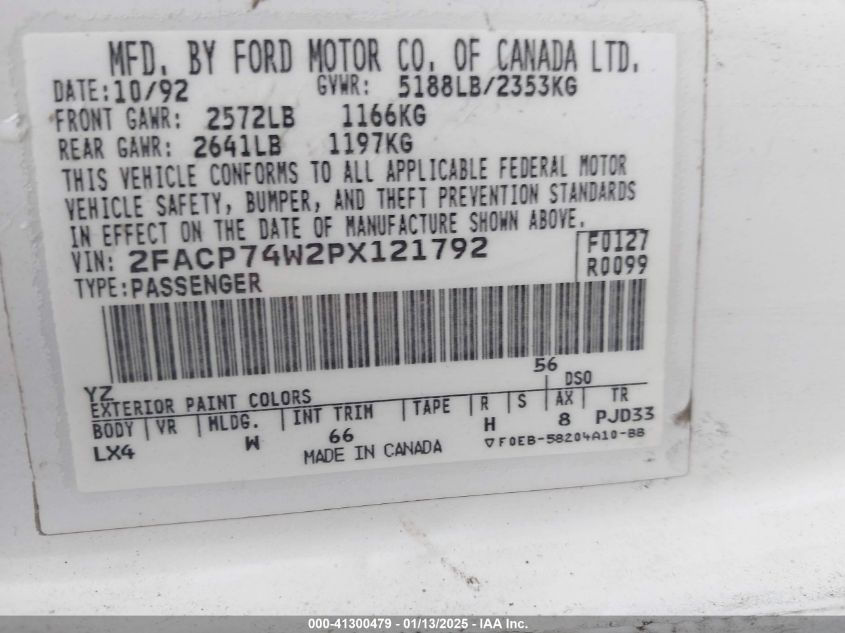 MFD. BY FORD MOTOR CO. OF CANADA LTD.
DATE: 10/92 GVWR: 5188LB/2353KG
FRONT GAWR: 2572LB 1166KG
REAR GAWR: 2641LB 1197KG
THIS VEHICLE CONFORMS TO ALL APPLICABLE FEDERAL MOTOR
VEHICLE SAFETY, BUMPER, AND THEFT PREVENTION STANDARDS
IN EFFECT ON THE DATE OF MANUFACTURE SHOWN ABOVE.
VIN: 2FACP74W2PX121792 F0127
TYPE: PASSENGER R0099
YZ 56
EXTERIOR PAINT COLORS DSO
BODY VR MLDG. INT TRIM TAPE R S AX TR
LX4 W 66 H 8 PJD33
MADE IN CANADA ▽F0EB-58204A10-BB
000-41300479 - 01/13/2025 - IAA Inc.